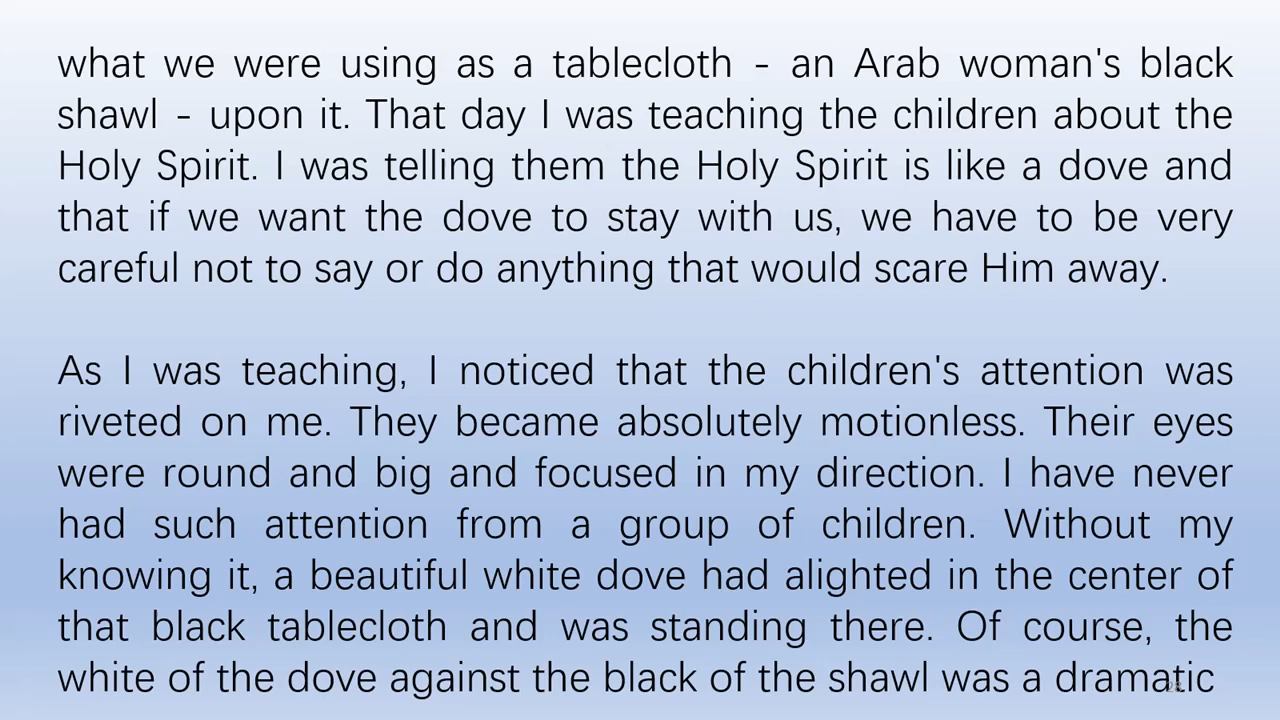 what we were using as a tablecloth - an Arab woman's black
shawl - upon it. That day I was teaching the children about the
Holy Spirit. I was telling them the Holy Spirit is like a dove and
that if we want the dove to stay with us, we have to be very
careful not to say or do anything that would scare Him away.
As I was teaching, I noticed that the children's attention was
riveted on me. They became absolutely motionless. Their eyes
were round and big and focused in my direction. I have never
had such attention from a group of children. Without my
knowing it, a beautiful white dove had alighted in the center of
that black tablecloth and was standing there. Of course, the
white of the dove against the black of the shawl was a dramatic